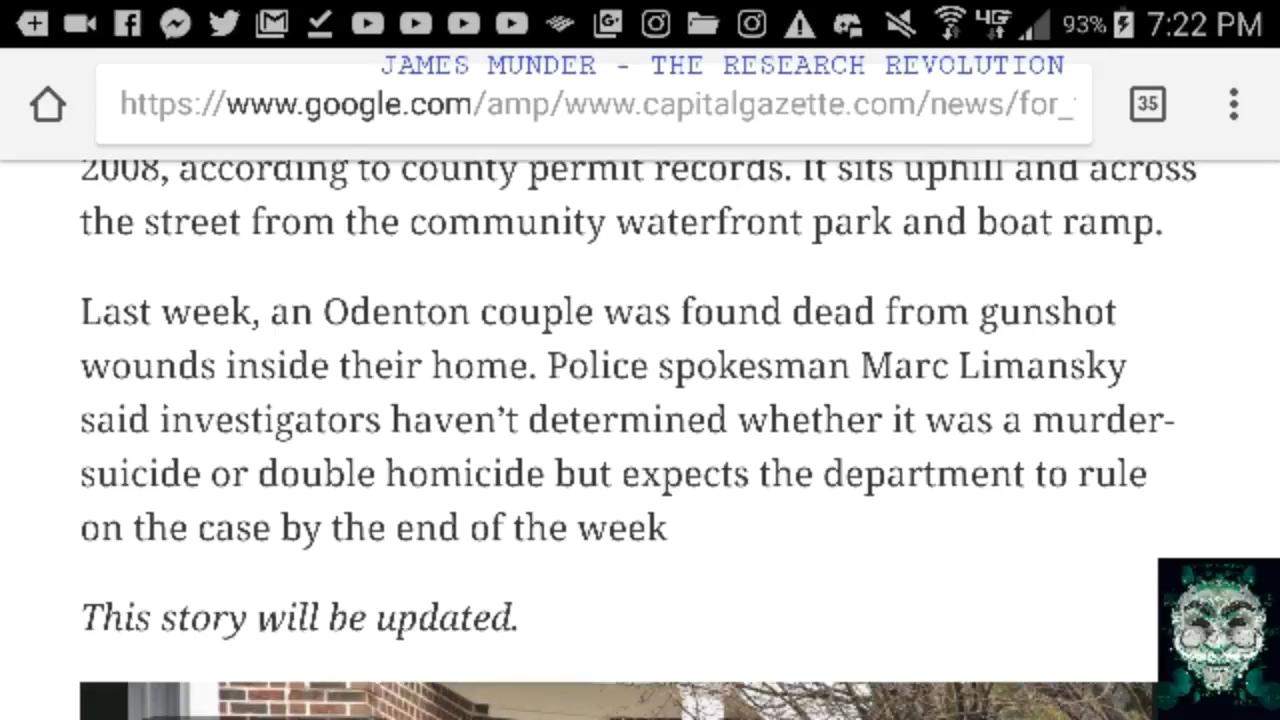 93% 7:22 PM
JAMES MUNDER - THE RESEARCH REVOLUTION
https://www.google.com/amp/www.capitalgazette.com/news/for_
35
2008, according to county permit records. It sits uphill and across
the street from the community waterfront park and boat ramp.
Last week, an Odenton couple was found dead from gunshot
wounds inside their home. Police spokesman Marc Limansky
said investigators haven't determined whether it was a murder-
suicide or double homicide but expects the department to rule
on the case by the end of the week
This story will be updated.